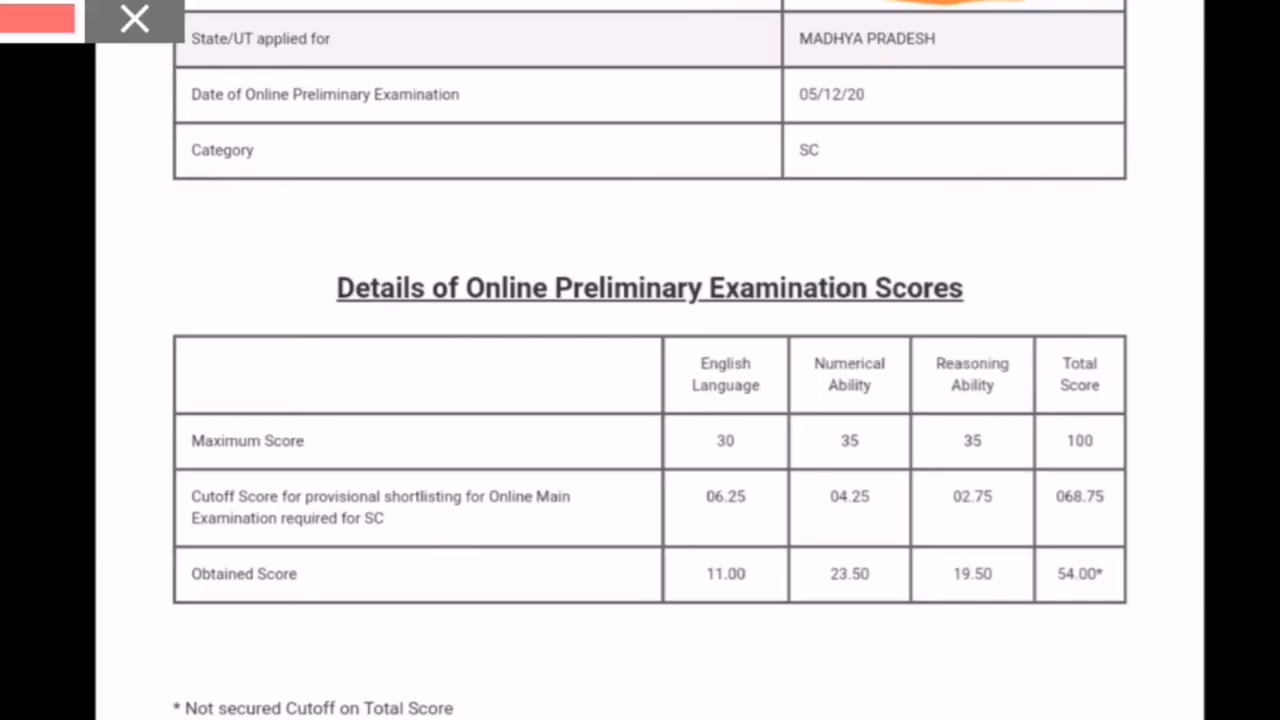 State/UT applied for MADHYA PRADESH
Date of Online Preliminary Examination 05/12/20
Category SC
Details of Online Preliminary Examination Scores
English Language Numerical Ability Reasoning Ability Total Score
Maximum Score 30 35 35 100
Cutoff Score for provisional shortlisting for Online Main Examination required for SC 06.25 04.25 02.75 068.75
Obtained Score 11.00 23.50 19.50 54.00*
* Not secured Cutoff on Total Score